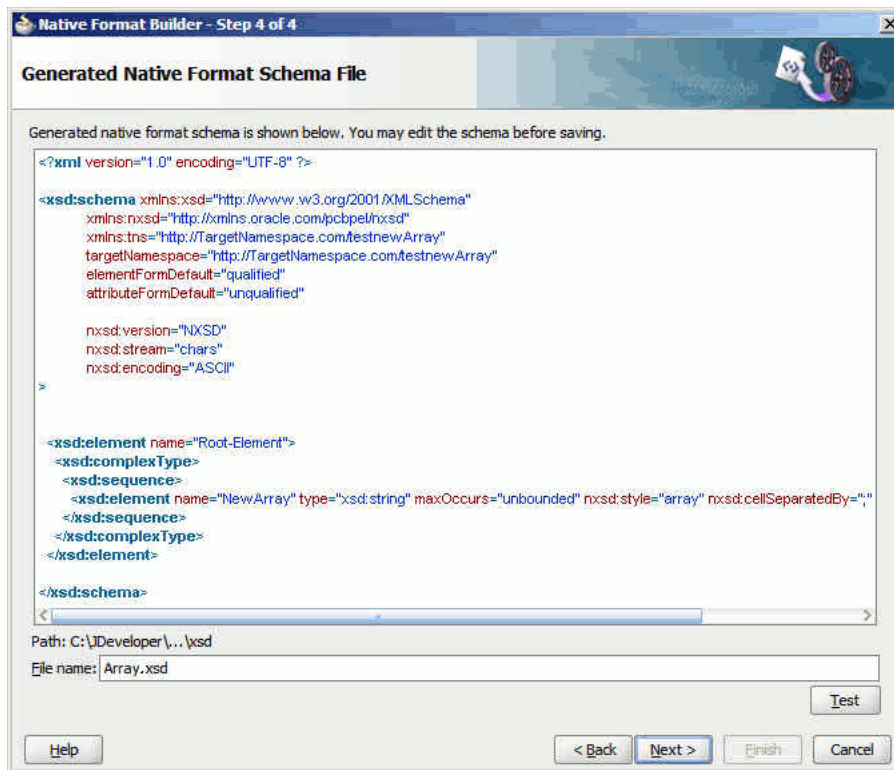 Native Format Builder - Step 4 of 4
Generated Native Format Schema File
Generated native format schema is shown below. You may edit the schema before saving.
<?xml version="1.0" encoding="UTF-8" ?>
<xsd:schema xmlns:xsd="http://www.w3.org/2001/XMLSchema"
xmlns:nxsd="http://xmlns.oracle.com/pcbpel/nxsd"
xmlns:tns="http://TargetNamespace.com/testnewArray"
targetNamespace="http://TargetNamespace.com/testnewArray"
elementFormDefault="qualified"
attributeFormDefault="unqualified"
nxsd:version="NXSD"
nxsd:stream="chars"
nxsd:encoding="ASCII"
>
<xsd:element name="Root-Element">
<xsd:complexType>
<xsd:sequence>
<xsd:element name="NewArray" type="xsd:string" maxOccurs="unbounded" nxsd:style="array" nxsd:cellSeparatedBy=";"
</xsd:sequence>
</xsd:complexType>
</xsd:element>
</xsd:schema>
Path: C:\JDeveloper\...\xsd
File name: Array.xsd
Test
Help < Back Next > Finish Cancel